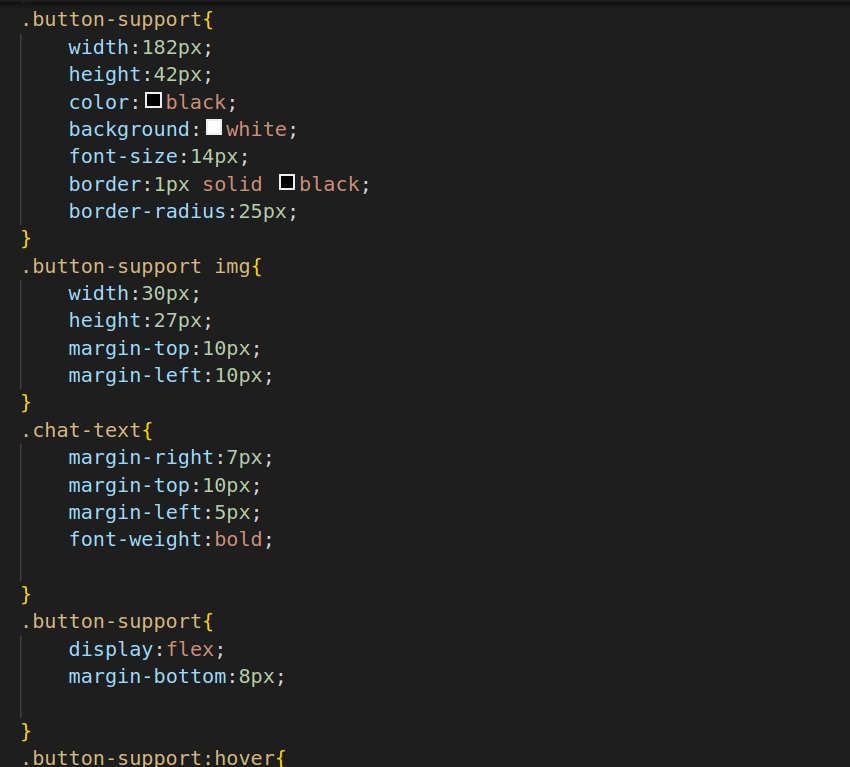 .button-support{
    width:182px;
    height:42px;
    color:black;
    background:white;
    font-size:14px;
    border:1px solid black;
    border-radius:25px;
}
.button-support img{
    width:30px;
    height:27px;
    margin-top:10px;
    margin-left:10px;
}
.chat-text{
    margin-right:7px;
    margin-top:10px;
    margin-left:5px;
    font-weight:bold;

}
.button-support{
    display:flex;
    margin-bottom:8px;

}
.button-support:hover{